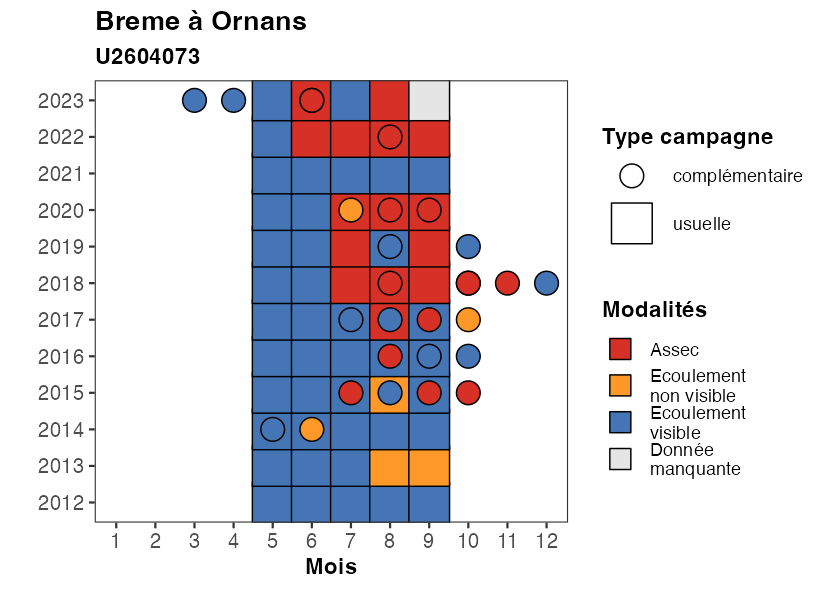 Breme à Ornans
U2604073
2023
2022
2021
2020
2019
2018
2017
2016
2015
2014
2013
2012
1 2 3 4 5 6 7 8 9 10 11 12
Mois
Type campagne
complémentaire
usuelle
Modalités
Assec
Ecoulement
non visible
Ecoulement
visible
Donnée
manquante